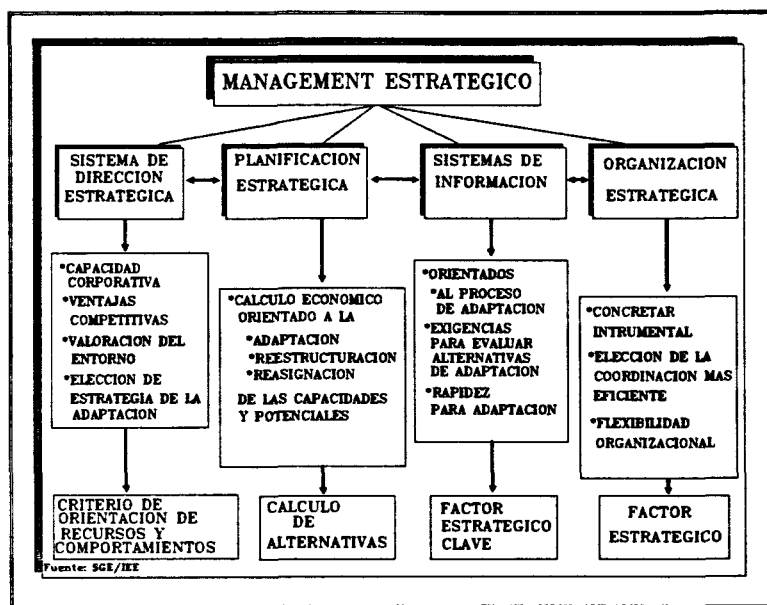 MANAGEMENT ESTRATEGICO
SISTEMA DE
DIRECCION
ESTRATEGICA
PLANIFICACION
ESTRATEGICA
SISTEMAS DE
INFORMACION
ORGANIZACION
ESTRATEGICA
*CAPACIDAD
CORPORATIVA
*VENTAJAS
COMPETITIVAS
*VALORACION DEL
ENTORNO
*ELECCION DE
ESTRATEGIA DE LA
ADAPTACION
*CALCULO ECONOMICO
ORIENTADO A LA
*ADAPTACION
*REESTRUCTURACION
*REASIGNACION
DE LAS CAPACIDADES
Y POTENCIALES
*ORIENTADOS
*AL PROCESO
DE ADAPTACION
*EXIGENCIAS
PARA EVALUAR
ALTERNATIVAS
DE ADAPTACION
*RAPIDEZ
PARA ADAPTACION
*CONCRETAR
INTRUMENTAL
*ELECCION DE LA
COORDINACION MAS
EFICIENTE
*FLEXIBILIDAD
ORGANIZACIONAL
CRITERIO DE
ORIENTACION DE
RECURSOS Y
COMPORTAMIENTOS
CALCULO
DE
ALTERNATIVAS
FACTOR
ESTRATEGICO
CLAVE
FACTOR
ESTRATEGICO
Fuente: SGE/IEE